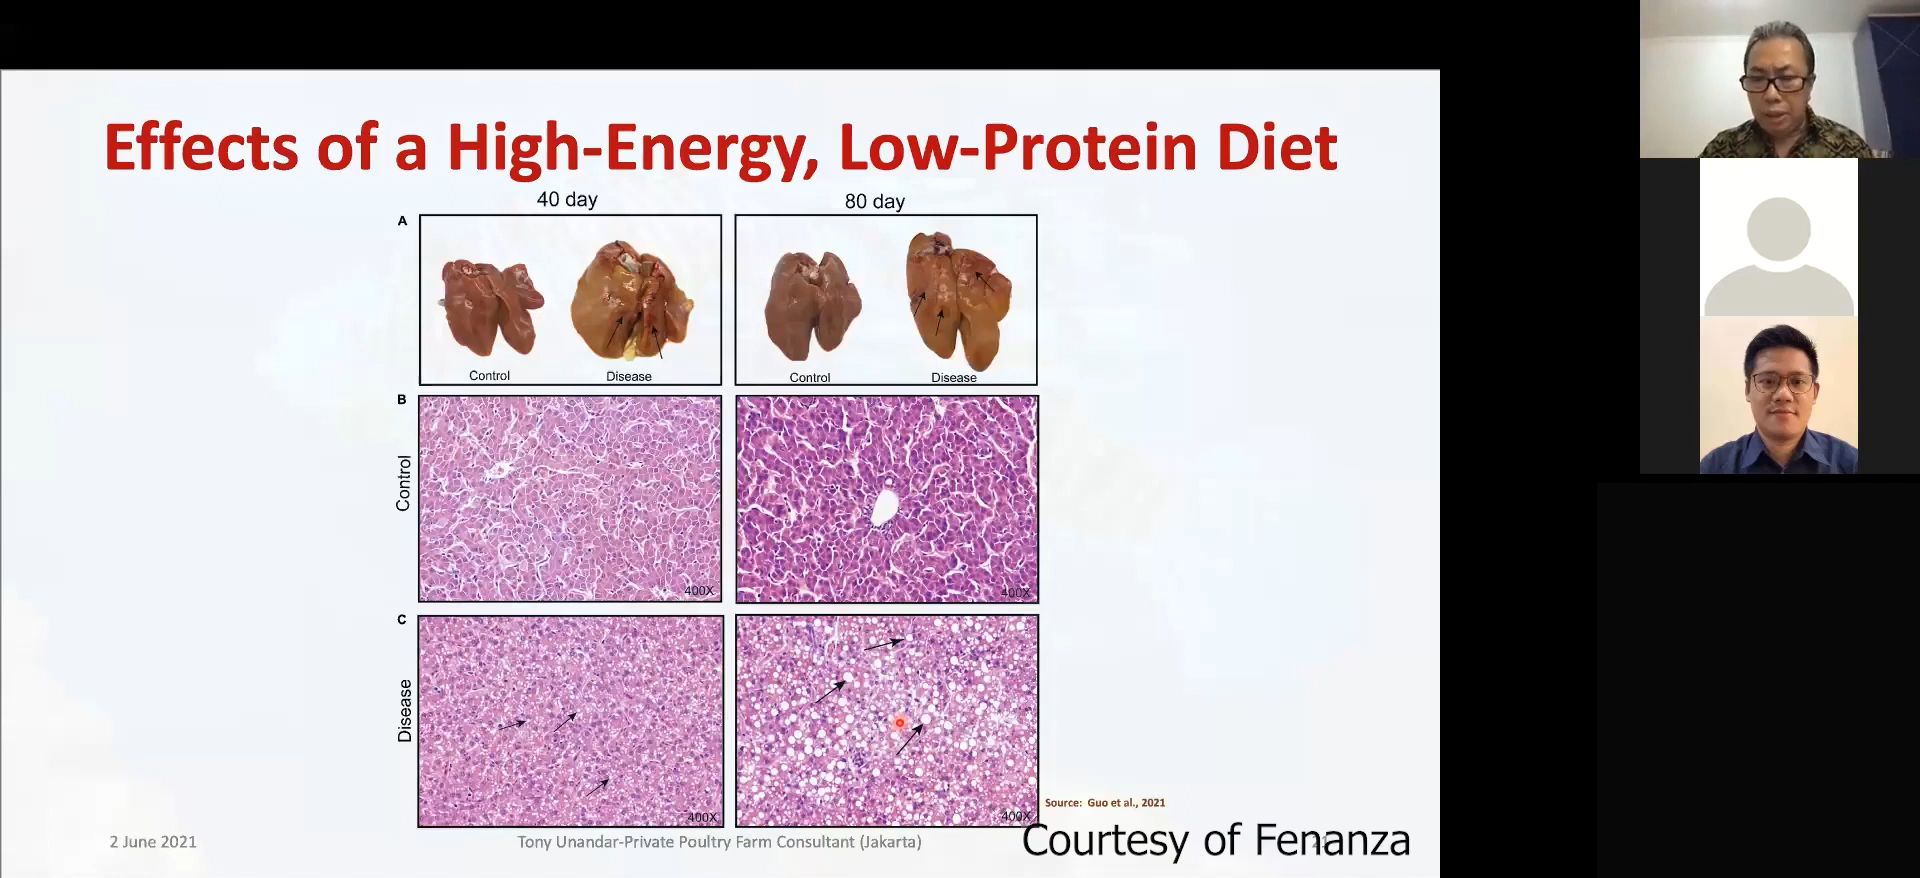 Effects of a High-Energy, Low-Protein Diet
40 day
80 day
A
Control
Disease
Control
Disease
B
Control
400X
400X
C
Disease
400X
400X
Source: Guo et al., 2021
2 June 2021
Tony Unandar-Private Poultry Farm Consultant (Jakarta)
Courtesy of Fenanza